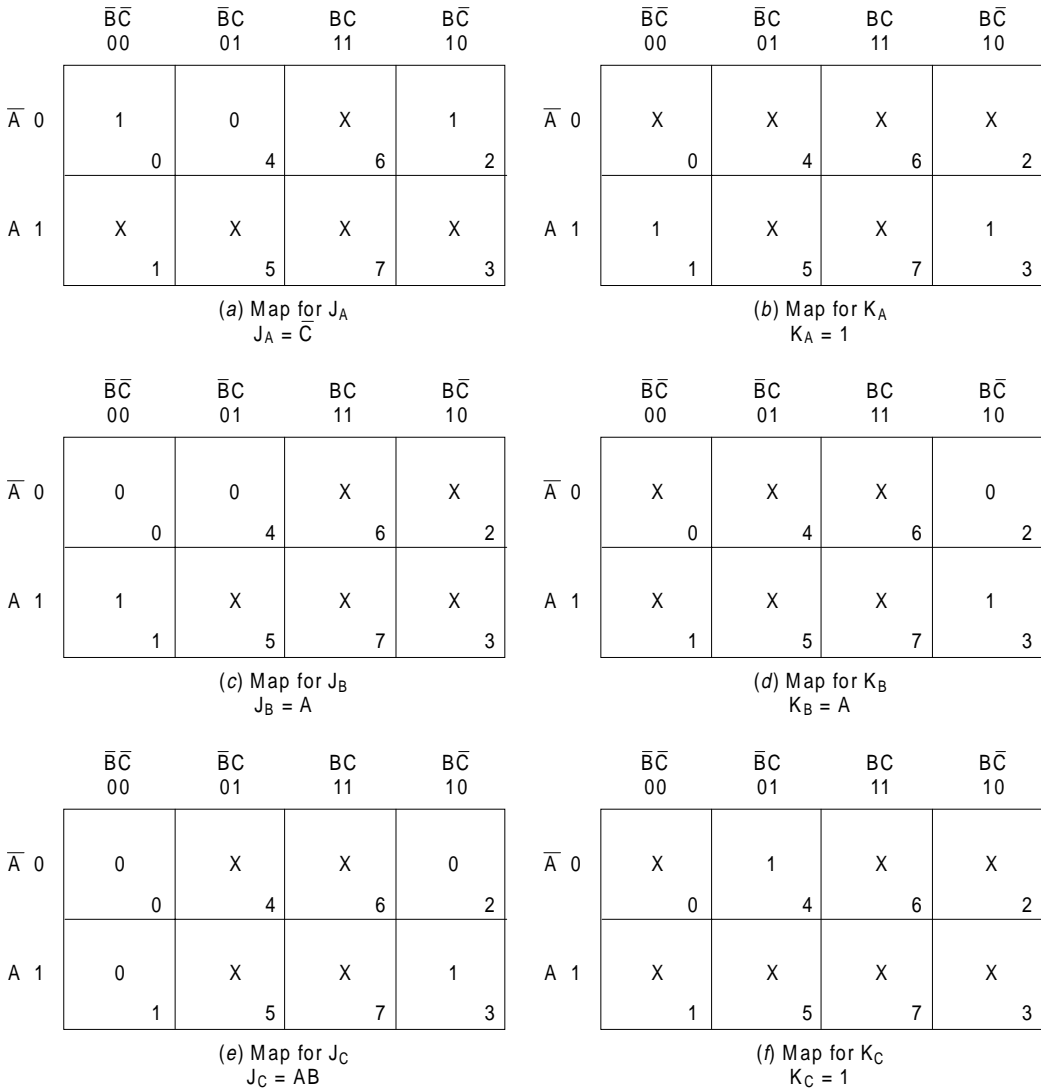 B̅C̅ B̅C BC BC̅
00 01 11 10
A̅ 0 1 0 X 1
0 4 6 2
A 1 X X X X
1 5 7 3
(a) Map for J_A
J_A = C̅
B̅C̅ B̅C BC BC̅
00 01 11 10
A̅ 0 X X X X
0 4 6 2
A 1 1 X X 1
1 5 7 3
(b) Map for K_A
K_A = 1
B̅C̅ B̅C BC BC̅
00 01 11 10
A̅ 0 0 0 X X
0 4 6 2
A 1 1 X X X
1 5 7 3
(c) Map for J_B
J_B = A
B̅C̅ B̅C BC BC̅
00 01 11 10
A̅ 0 X X X 0
0 4 6 2
A 1 X X X 1
1 5 7 3
(d) Map for K_B
K_B = A
B̅C̅ B̅C BC BC̅
00 01 11 10
A̅ 0 0 X X 0
0 4 6 2
A 1 0 X X 1
1 5 7 3
(e) Map for J_C
J_C = AB
B̅C̅ B̅C BC BC̅
00 01 11 10
A̅ 0 X 1 X X
0 4 6 2
A 1 X X X X
1 5 7 3
(f) Map for K_C
K_C = 1